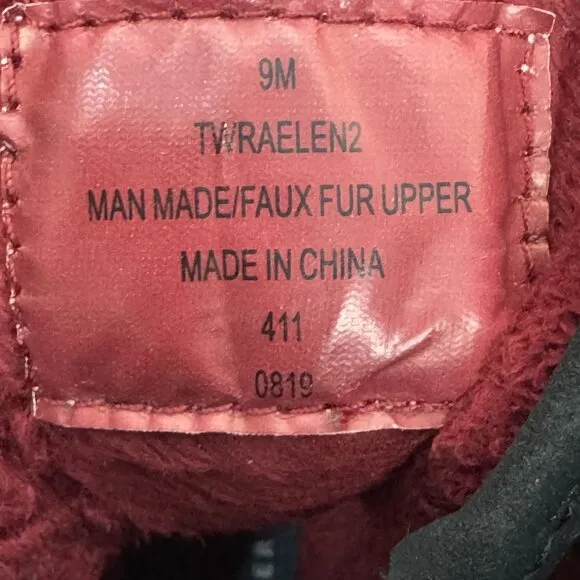 9M
TWRAELEN2
MAN MADE/FAUX FUR UPPER
MADE IN CHINA
411
0819